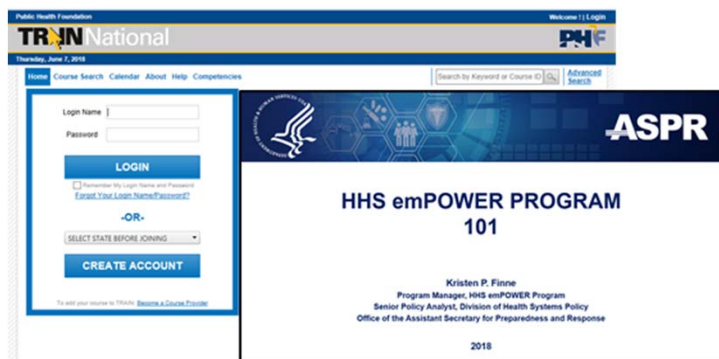 Public Health Foundation
Welcome ! | Login
TRAIN National
PHF
Thursday, June 7, 2018
Home Course Search Calendar About Help Competencies
Search by Keyword or Course ID
Advanced
Search
Login Name
Password
LOGIN
Remember My Login Name and Password
Forgot Your Login Name/Password?
-OR-
SELECT STATE BEFORE JOINING
CREATE ACCOUNT
To add your course to TRAIN: Become a Course Provider
ASPR
HHS emPOWER PROGRAM
101
Kristen P. Finne
Program Manager, HHS emPOWER Program
Senior Policy Analyst, Division of Health Systems Policy
Office of the Assistant Secretary for Preparedness and Response
2018